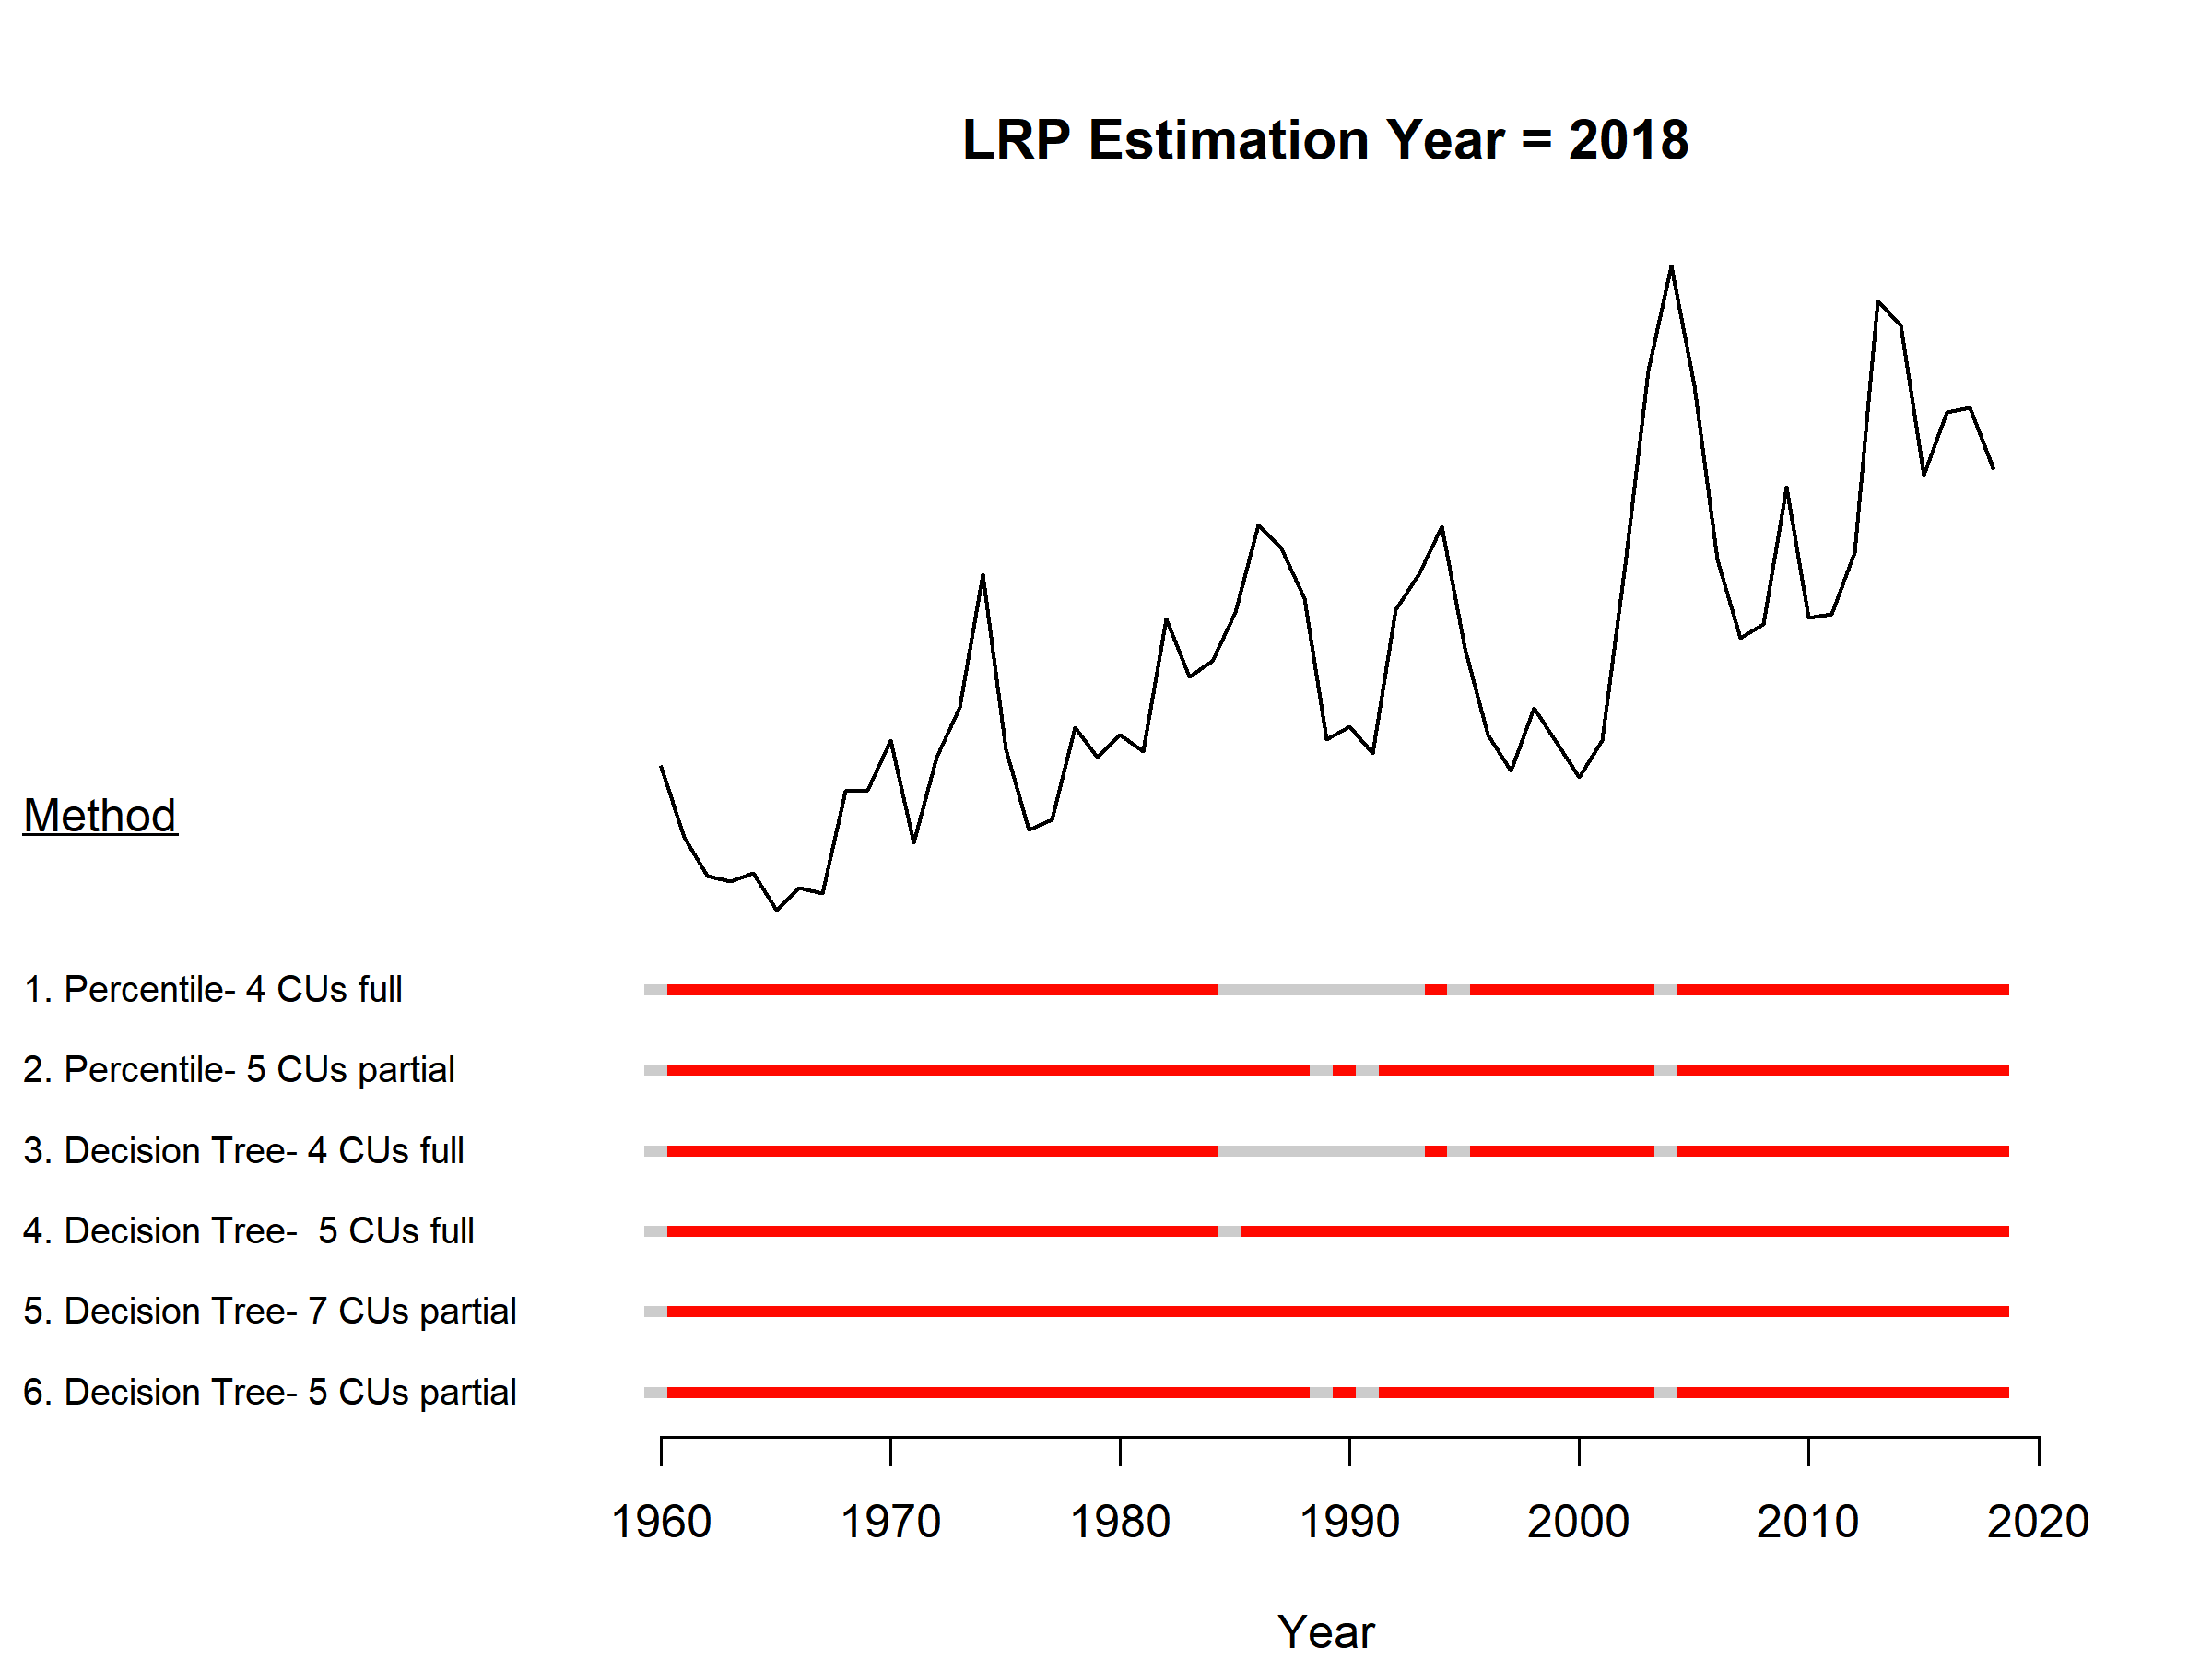 LRP Estimation Year = 2018
Method
1. Percentile- 4 CUs full
2. Percentile- 5 CUs partial
3. Decision Tree- 4 CUs full
4. Decision Tree-  5 CUs full
5. Decision Tree- 7 CUs partial
6. Decision Tree- 5 CUs partial
1960 1970 1980 1990 2000 2010 2020
Year